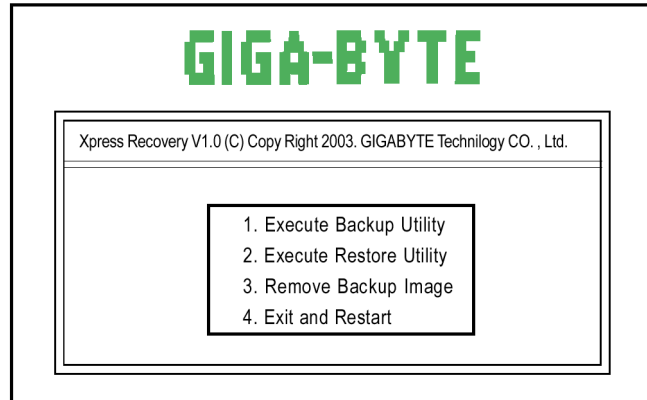 GIGA-BYTE
Xpress Recovery V1.0 (C) Copy Right 2003. GIGABYTE Technilogy CO. , Ltd.
1. Execute Backup Utility
2. Execute Restore Utility
3. Remove Backup Image
4. Exit and Restart